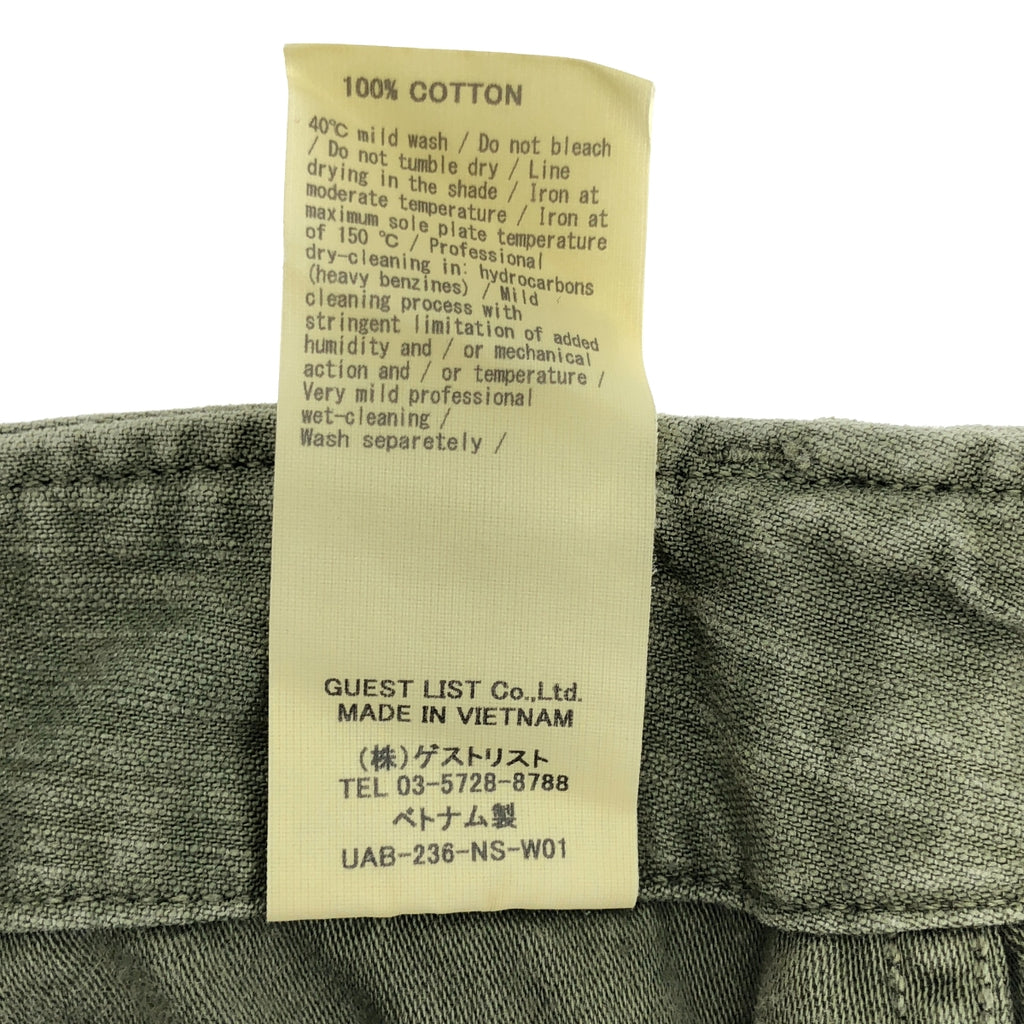 100% COTTON
40℃ mild wash / Do not bleach
/ Do not tumble dry / Line
drying in the shade / Iron at
moderate temperature / Iron at
maximum sole plate temperature
of 150 ℃ / Professional
dry-cleaning in: hydrocarbons
(heavy benzines) / Mild
cleaning process with
stringent limitation of added
humidity and / or mechanical
action and / or temperature /
Very mild professional
wet-cleaning /
Wash separetely /
GUEST LIST Co.,Ltd.
MADE IN VIETNAM
(株)ゲストリスト
TEL 03-5728-8788
ベトナム製
UAB-236-NS-W01